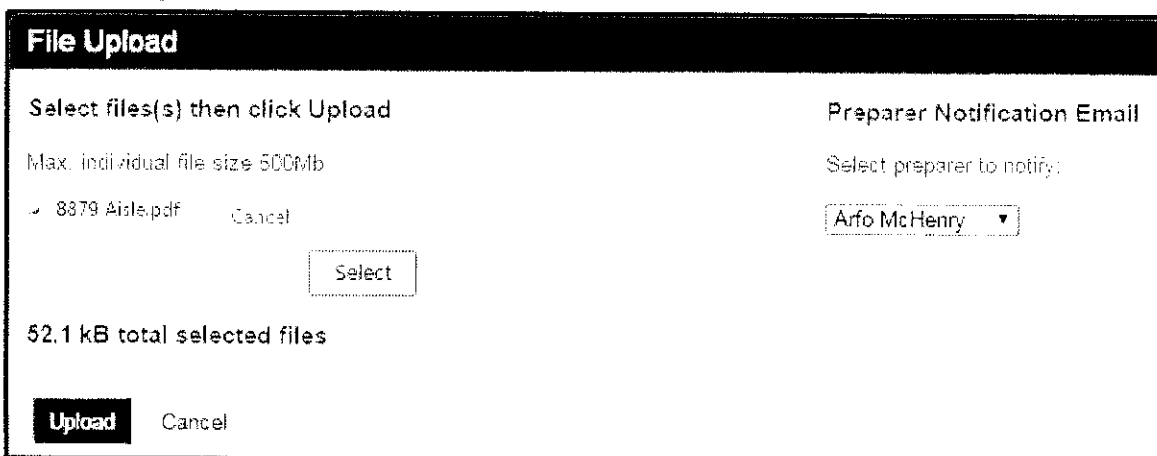 File Upload
Select files(s) then click Upload
Max. individual file size 500Mb
8879 Aisle.pdf Cancel
Select
52.1 kB total selected files
Upload Cancel
Preparer Notification Email
Select preparer to notify:
Arfo McHenry